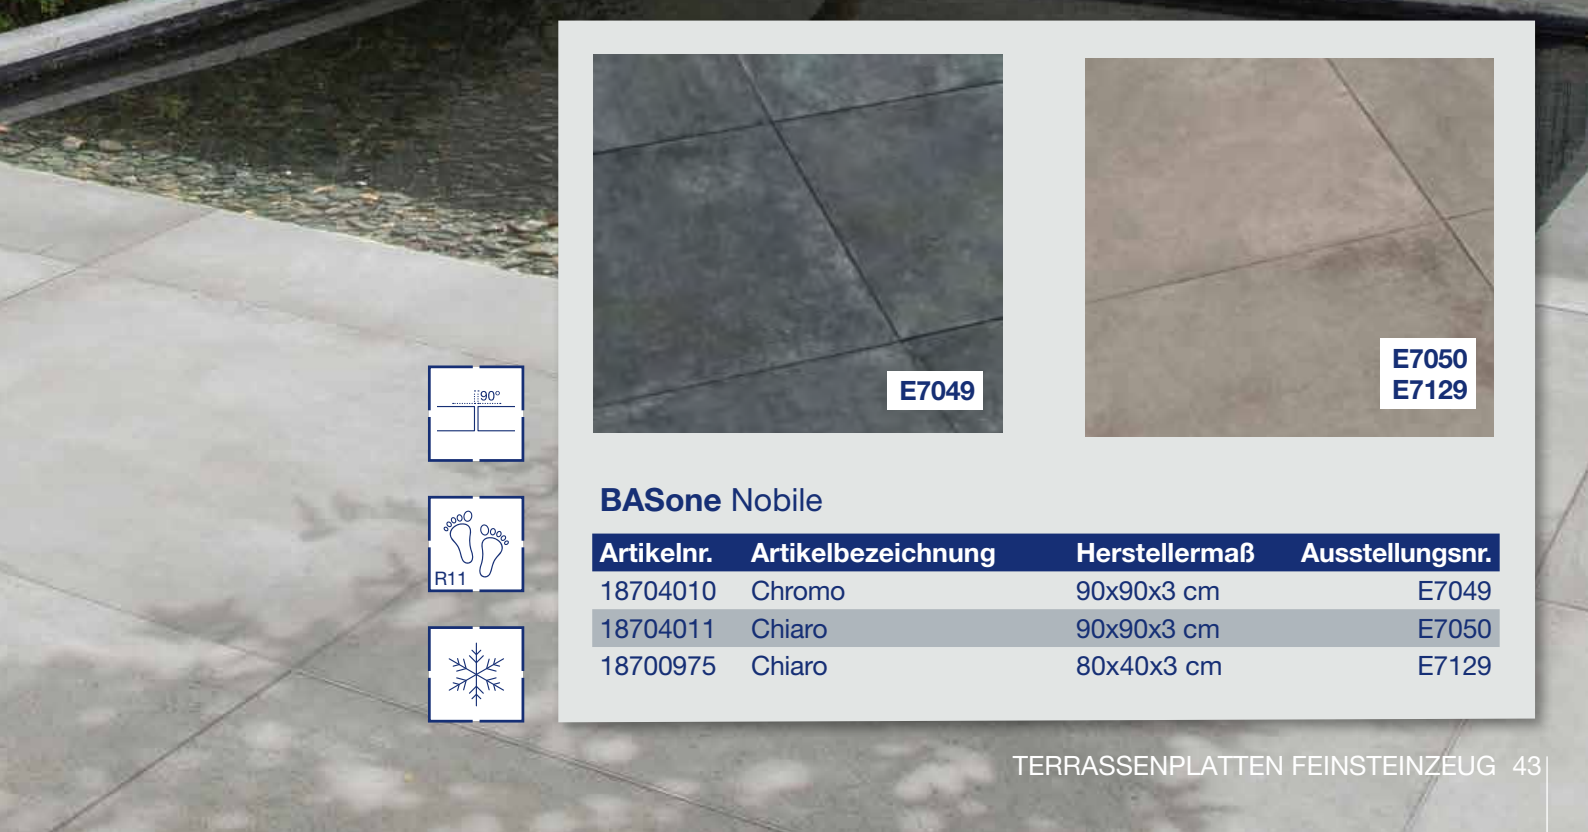 E7049
E7050
E7129
90°
R11
BASone Nobile
Artikelnr. Artikelbezeichnung Herstellermaß Ausstellungsnr.
18704010 Chromo 90x90x3 cm E7049
18704011 Chiaro 90x90x3 cm E7050
18700975 Chiaro 80x40x3 cm E7129
TERRASSENPLATTEN FEINSTEINZEUG 43